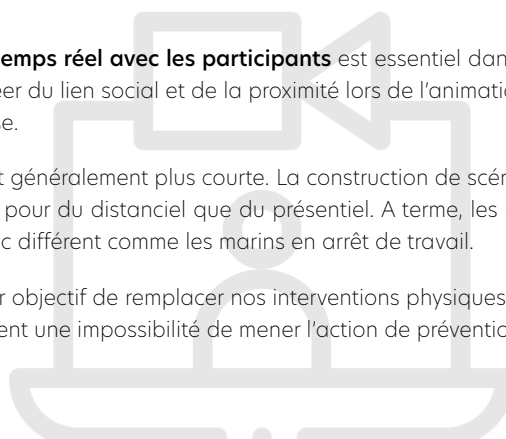 emps réel avec les participants est essentiel dan
er du lien social et de la proximité lors de l'animati
e.
t généralement plus courte. La construction de scér
pour du distanciel que du présentiel. A terme, les
c différent comme les marins en arrêt de travail.
r objectif de remplacer nos interventions physiques
ent une impossibilité de mener l'action de préventio